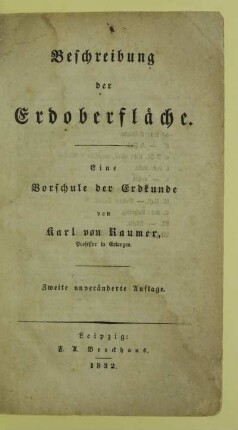 Beschreibung
der
Erdoberfläche.
Eine
Vorschule der Erdkunde
von
Karl von Raumer,
Professor in Erlangen.
Zweite unveränderte Auflage.
Leipzig:
F. A. Brockhaus.
1832.